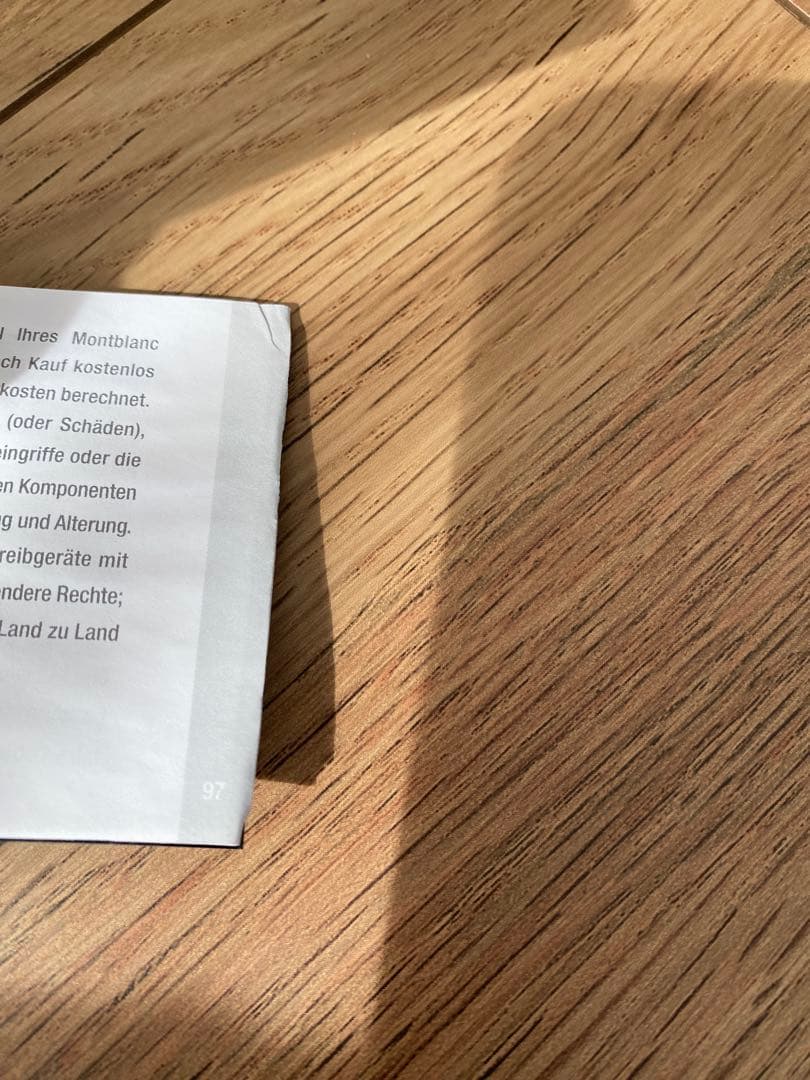 Ihres Montblanc
ch Kauf kostenlos
kosten berechnet.
(oder Schäden),
eingriffe oder die
en Komponenten
g und Alterung.
reibgeräte mit
ndere Rechte;
Land zu Land
97